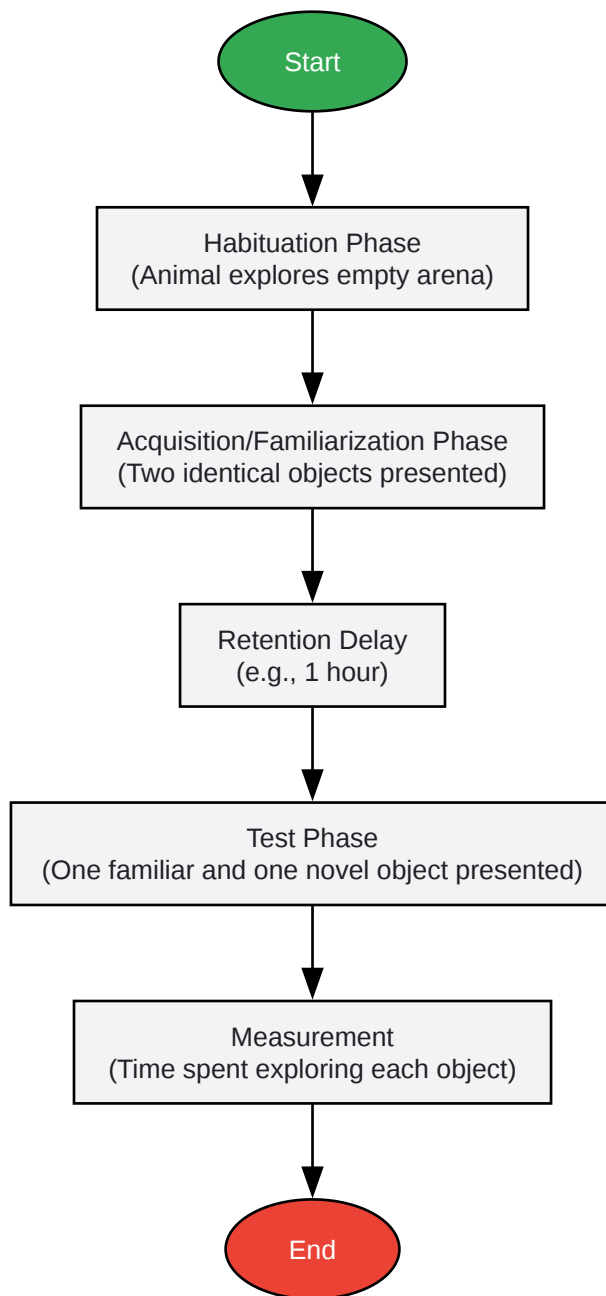 Start
Habituation Phase
(Animal explores empty arena)
Acquisition/Familiarization Phase
(Two identical objects presented)
Retention Delay
(e.g., 1 hour)
Test Phase
(One familiar and one novel object presented)
Measurement
(Time spent exploring each object)
End